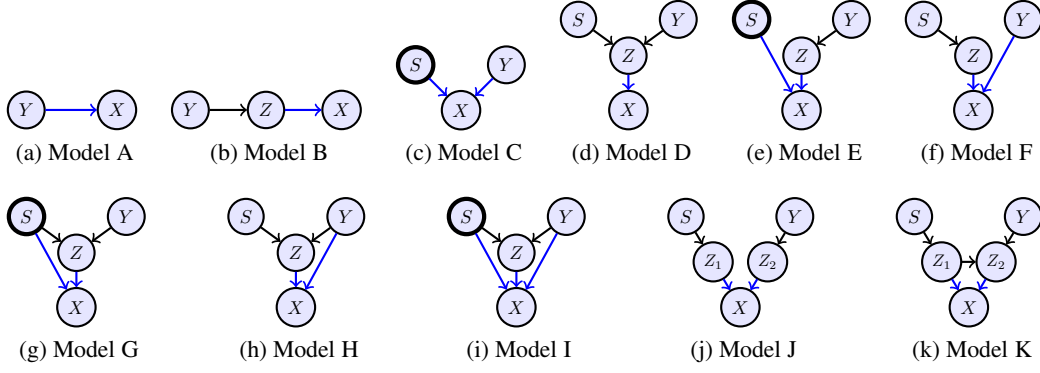 S Y S Y S Y
S Y Z Z Z
Y X Y Z X X X X X
(a) Model A (b) Model B (c) Model C (d) Model D (e) Model E (f) Model F
S Y S Y S Y S Y S Y
Z Z Z Z₁ Z₂ Z₁ Z₂
X X X X X
(g) Model G (h) Model H (i) Model I (j) Model J (k) Model K